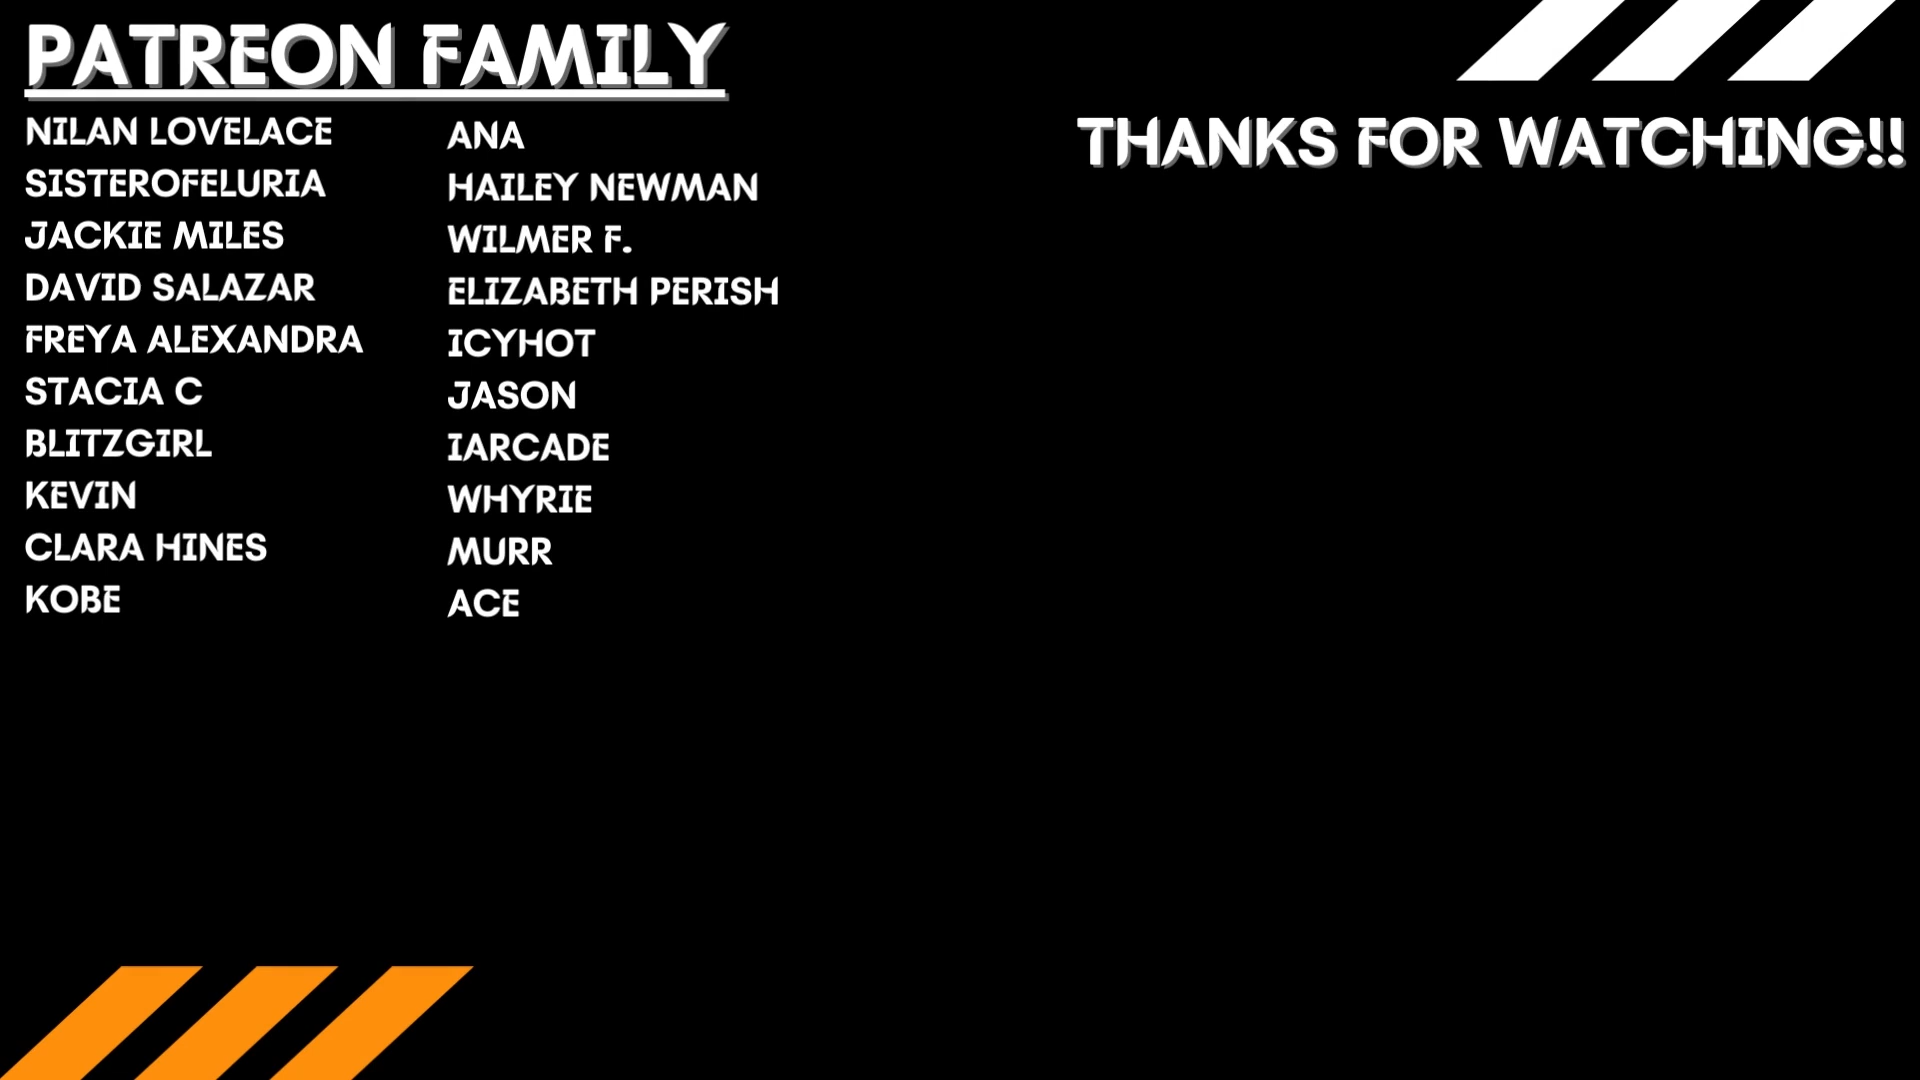 PATREON FAMILY
NILAN LOVELACE
SISTEROFELURIA
JACKIE MILES
DAVID SALAZAR
FREYA ALEXANDRA
STACIA C
BLITZGIRL
KEVIN
CLARA HINES
KOBE
ANA
HAILEY NEWMAN
WILMER F.
ELIZABETH PERISH
ICYHOT
JASON
IARCADE
WHYRIE
MURR
ACE
THANKS FOR WATCHING!!